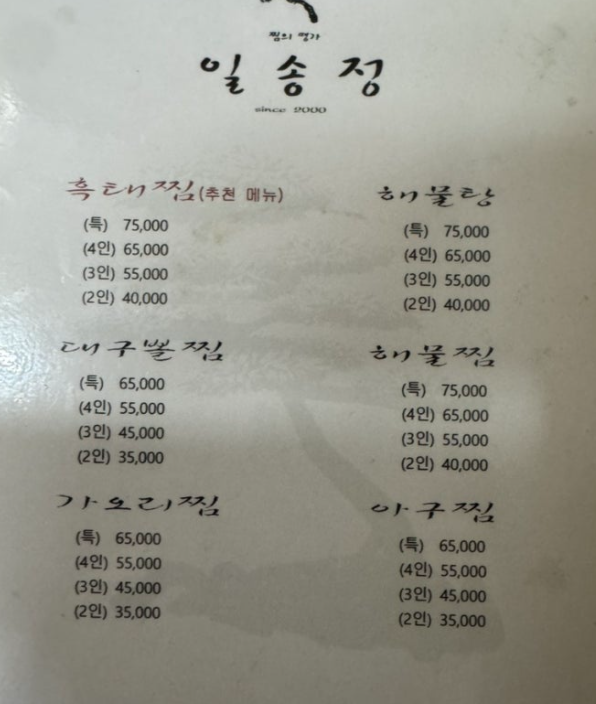 찜의 명가
일송정
since 2000
흑태찜(추천 메뉴)
(특) 75,000
(4인) 65,000
(3인) 55,000
(2인) 40,000
대구뽈찜
(특) 65,000
(4인) 55,000
(3인) 45,000
(2인) 35,000
가오리찜
(특) 65,000
(4인) 55,000
(3인) 45,000
(2인) 35,000
해물탕
(특) 75,000
(4인) 65,000
(3인) 55,000
(2인) 40,000
해물찜
(특) 75,000
(4인) 65,000
(3인) 55,000
(2인) 40,000
아구찜
(특) 65,000
(4인) 55,000
(3인) 45,000
(2인) 35,000